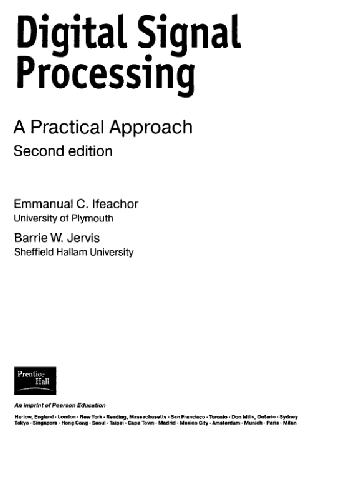 Digital Signal
Processing
A Practical Approach
Second edition
Emmanual C. Ifeachor
University of Plymouth
Barrie W. Jervis
Sheffield Hallam University
Prentice
Hall
An imprint of Pearson Education
Harlow, England · London · New York · Reading, Massachusetts · San Francisco · Toronto · Don Mills, Ontario · Sydney
Tokyo · Singapore · Hong Kong · Seoul · Taipei · Cape Town · Madrid · Mexico City · Amsterdam · Munich · Paris · Milan